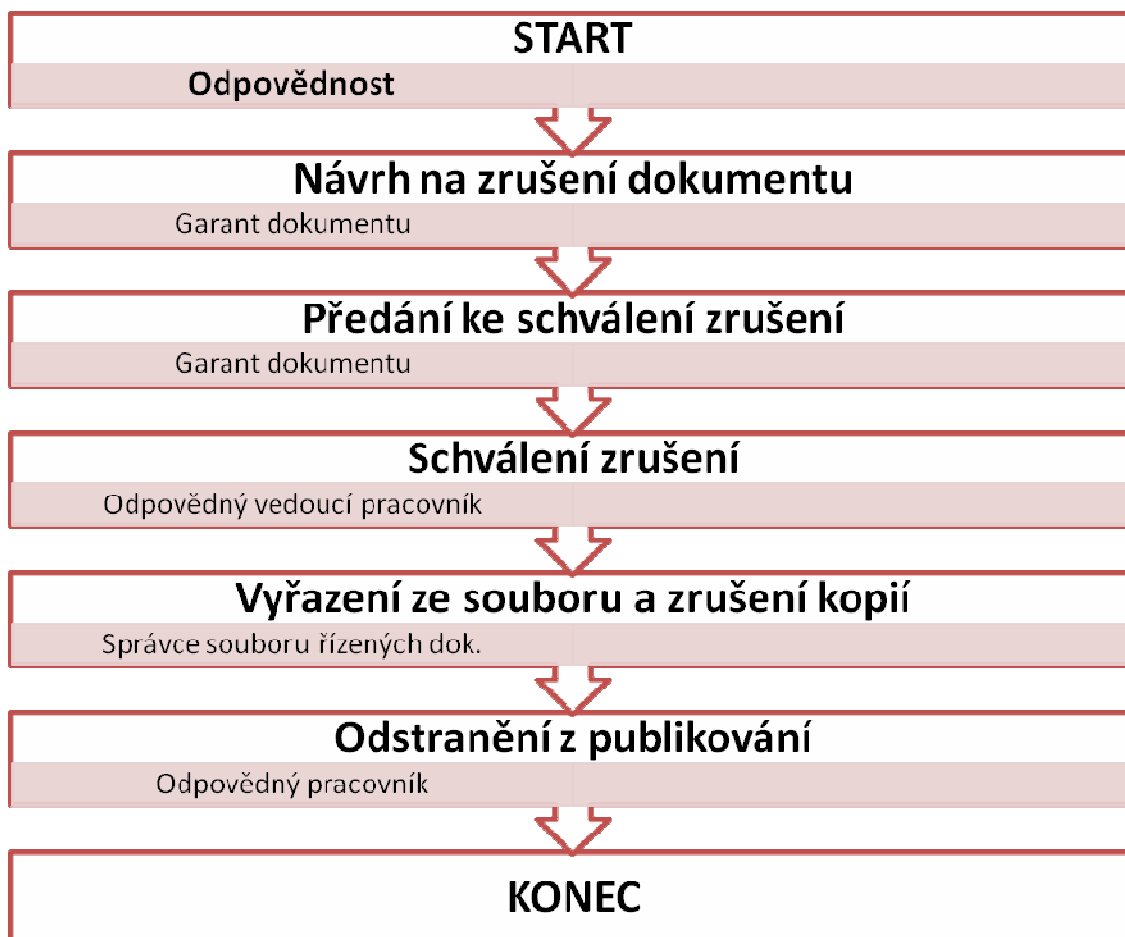 START
Odpovědnost
Návrh na zrušení dokumentu
Garant dokumentu
Předání ke schválení zrušení
Garant dokumentu
Schválení zrušení
Odpovědný vedoucí pracovník
Vyřazení ze souboru a zrušení kopií
Správce souboru řízených dok.
Odstranění z publikování
Odpovědný pracovník
KONEC